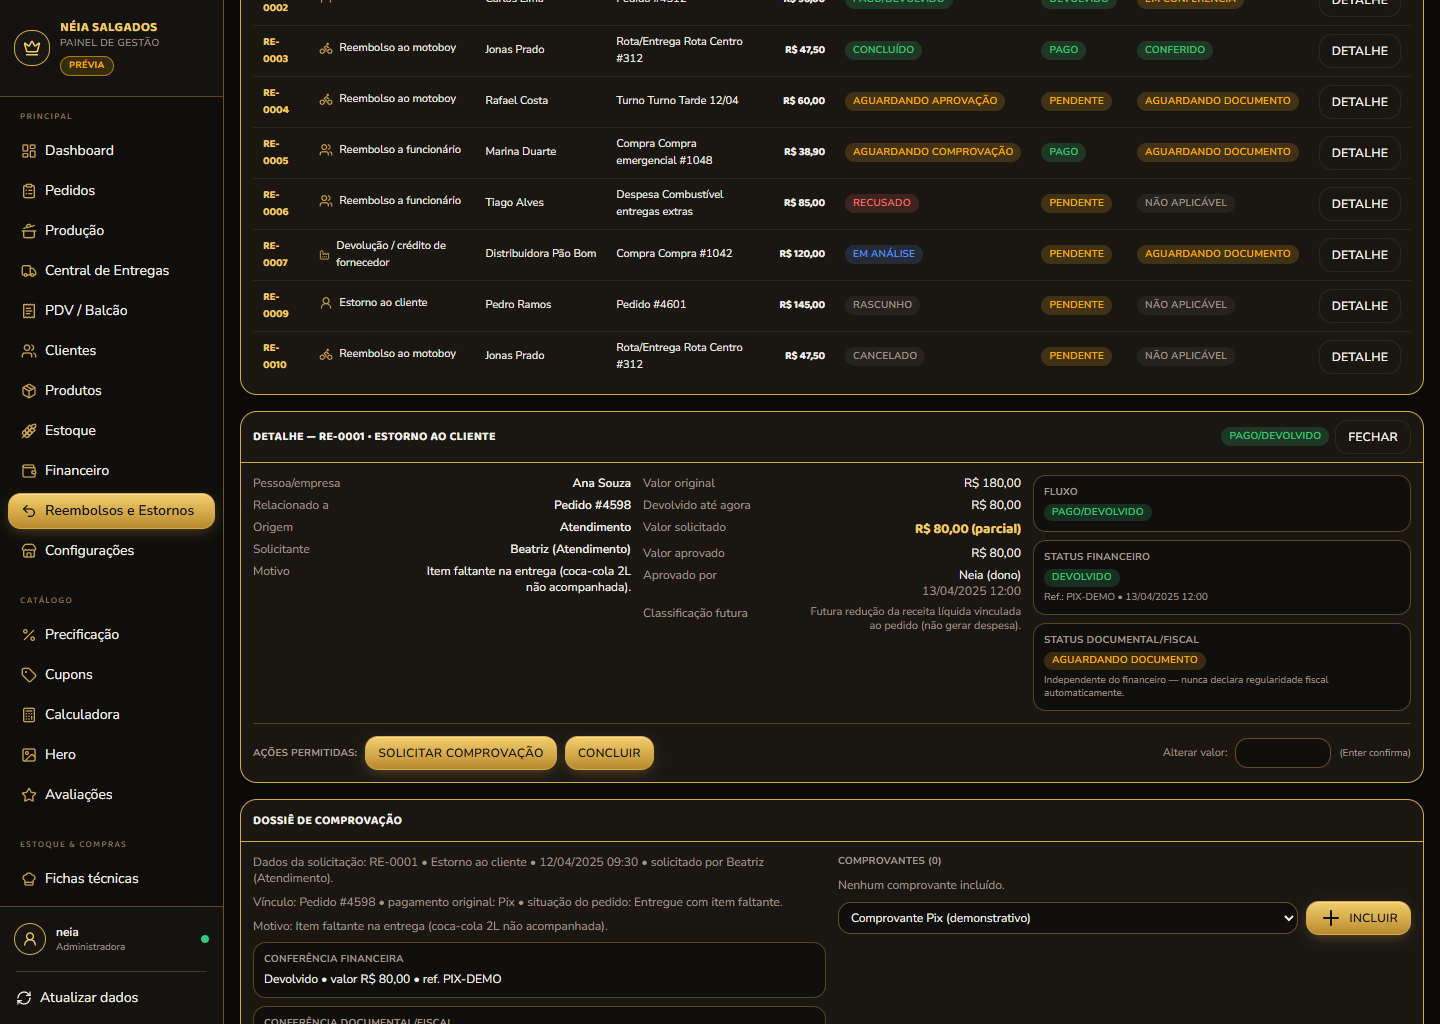 NÉIA SALGADOS
PAINEL DE GESTÃO
PRÉVIA
PRINCIPAL
Dashboard
Pedidos
Produção
Central de Entregas
PDV / Balcão
Clientes
Produtos
Estoque
Financeiro
Reembolsos e Estornos
Configurações
CATÁLOGO
Precificação
Cupons
Calculadora
Hero
Avaliações
ESTOQUE & COMPRAS
Fichas técnicas
neia
Administradora
Atualizar dados
0002
RE-
0003
Reembolso ao motoboy
Jonas Prado
Rota/Entrega Rota Centro
#312
R$ 47,50
CONCLUÍDO
PAGO
CONFERIDO
DETALHE
RE-
0004
Reembolso ao motoboy
Rafael Costa
Turno Turno Tarde 12/04
R$ 60,00
AGUARDANDO APROVAÇÃO
PENDENTE
AGUARDANDO DOCUMENTO
DETALHE
RE-
0005
Reembolso a funcionário
Marina Duarte
Compra Compra
emergencial #1048
R$ 38,90
AGUARDANDO COMPROVAÇÃO
PAGO
AGUARDANDO DOCUMENTO
DETALHE
RE-
0006
Reembolso a funcionário
Tiago Alves
Despesa Combustível
entregas extras
R$ 85,00
RECUSADO
PENDENTE
NÃO APLICÁVEL
DETALHE
RE-
0007
Devolução / crédito de
fornecedor
Distribuidora Pão Bom
Compra Compra #1042
R$ 120,00
EM ANÁLISE
PENDENTE
AGUARDANDO DOCUMENTO
DETALHE
RE-
0009
Estorno ao cliente
Pedro Ramos
Pedido #4601
R$ 145,00
RASCUNHO
PENDENTE
NÃO APLICÁVEL
DETALHE
RE-
0010
Reembolso ao motoboy
Jonas Prado
Rota/Entrega Rota Centro
#312
R$ 47,50
CANCELADO
PENDENTE
NÃO APLICÁVEL
DETALHE
DETALHE — RE-0001 • ESTORNO AO CLIENTE
PAGO/DEVOLVIDO
FECHAR
Pessoa/empresa
Ana Souza
Relacionado a
Pedido #4598
Origem
Atendimento
Solicitante
Beatriz (Atendimento)
Motivo
Item faltante na entrega (coca-cola 2L
não acompanhada).
Valor original
R$ 180,00
Devolvido até agora
R$ 80,00
Valor solicitado
R$ 80,00 (parcial)
Valor aprovado
R$ 80,00
Aprovado por
Neia (dono)
13/04/2025 12:00
Classificação futura
Futura redução da receita líquida vinculada
ao pedido (não gerar despesa).
FLUXO
PAGO/DEVOLVIDO
STATUS FINANCEIRO
DEVOLVIDO
Ref.: PIX-DEMO • 13/04/2025 12:00
STATUS DOCUMENTAL/FISCAL
AGUARDANDO DOCUMENTO
Independente do financeiro — nunca declara regularidade fiscal
automaticamente.
AÇÕES PERMITIDAS:
SOLICITAR COMPROVAÇÃO
CONCLUIR
Alterar valor:
(Enter confirma)
DOSSIÊ DE COMPROVAÇÃO
Dados da solicitação: RE-0001 • Estorno ao cliente • 12/04/2025 09:30 • solicitado por Beatriz
(Atendimento).
Vínculo: Pedido #4598 • pagamento original: Pix • situação do pedido: Entregue com item faltante.
Motivo: Item faltante na entrega (coca-cola 2L não acompanhada).
CONFERÊNCIA FINANCEIRA
Devolvido • valor R$ 80,00 • ref. PIX-DEMO
CONFERÊNCIA DOCUMENTAL/FISCAL
COMPROVANTES (0)
Nenhum comprovante incluído.
Comprovante Pix (demonstrativo)
INCLUIR